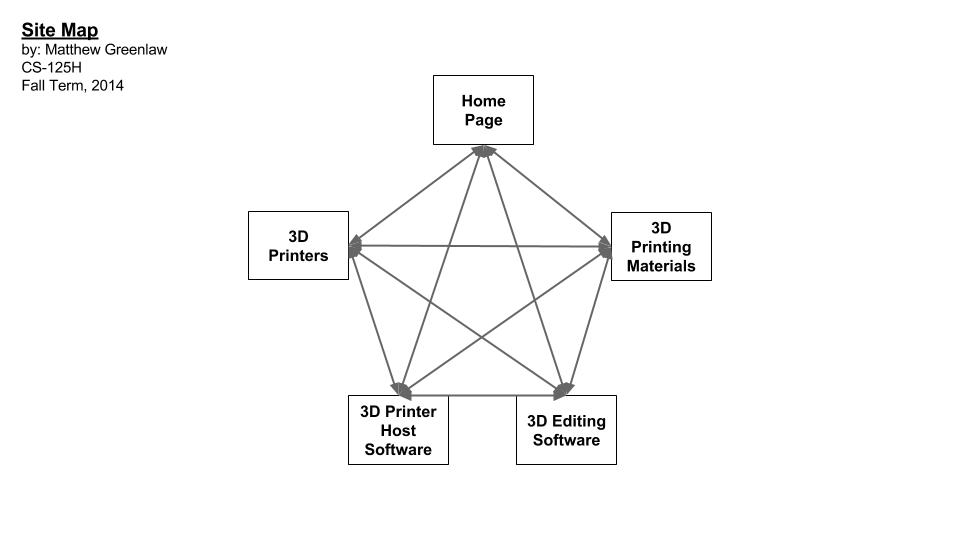 Site Map
by: Matthew Greenlaw
CS-125H
Fall Term, 2014
Home
Page
3D
Printers
3D
Printing
Materials
3D Printer
Host
Software
3D Editing
Software